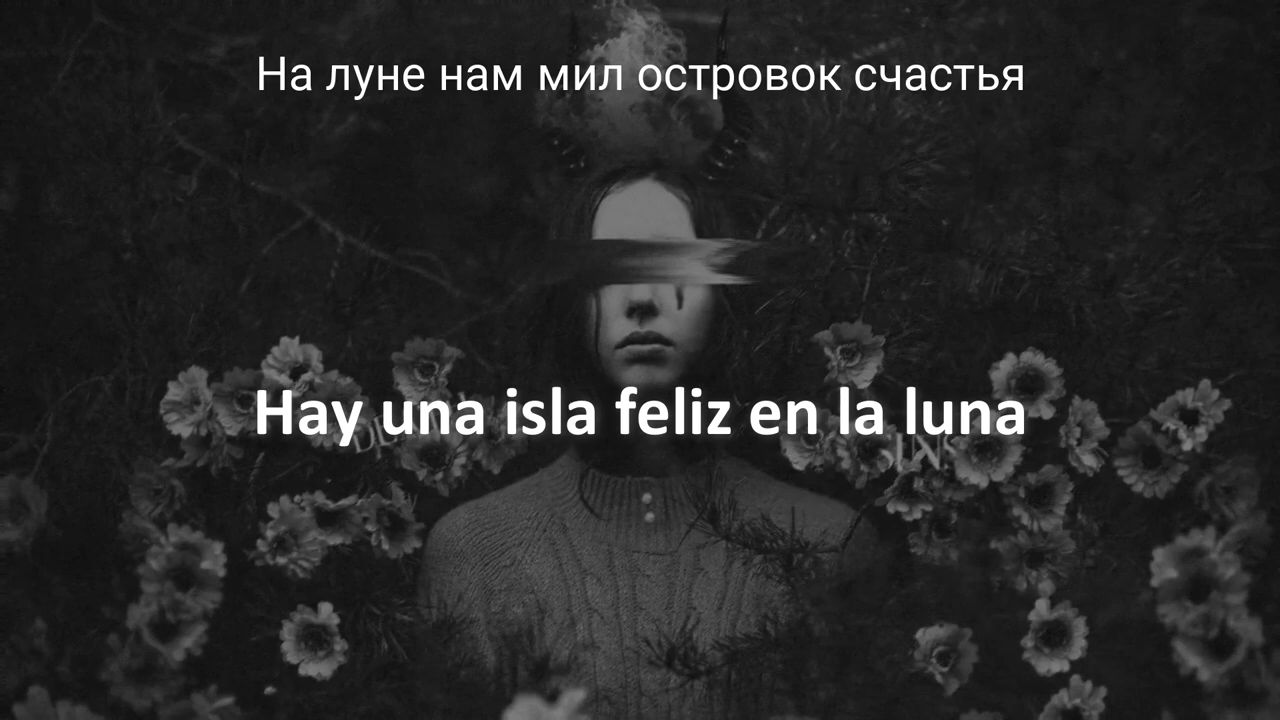 На луне нам мил островок счастья
Hay una isla feliz en la luna